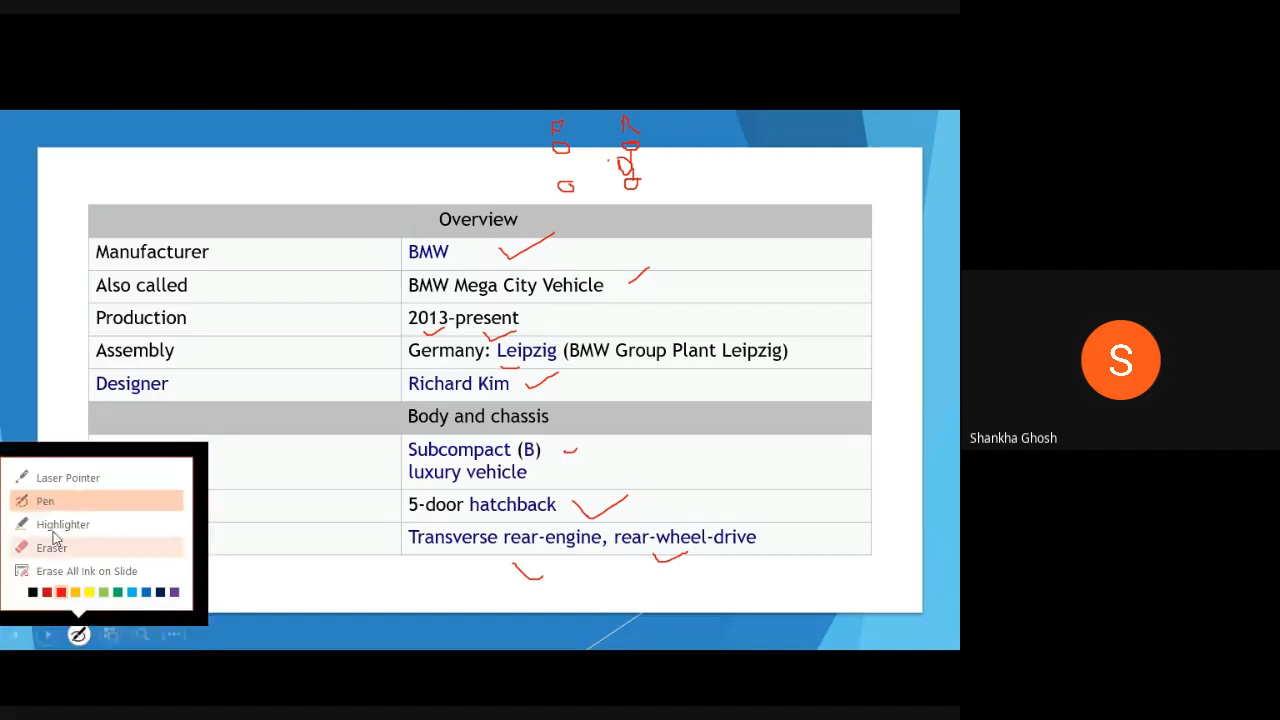 F R
D
Overview
Manufacturer BMW
Also called BMW Mega City Vehicle
Production 2013–present
Assembly Germany: Leipzig (BMW Group Plant Leipzig)
Designer Richard Kim
Body and chassis
Subcompact (B)
luxury vehicle
5-door hatchback
Transverse rear-engine, rear-wheel-drive
Laser Pointer
Pen
Highlighter
Eraser
Erase All Ink on Slide
S
Shankha Ghosh